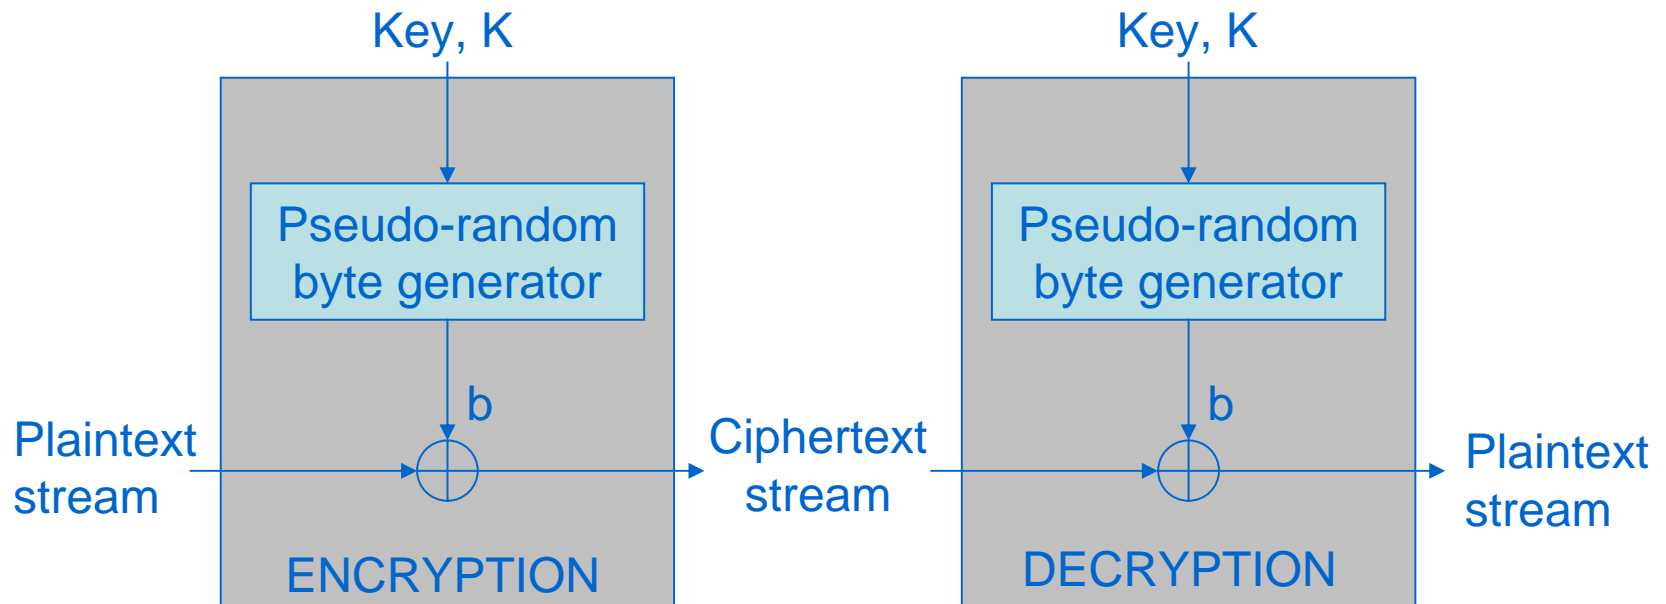 Key, K
Pseudo-random
byte generator
b
Plaintext
stream
ENCRYPTION
Ciphertext
stream
Key, K
Pseudo-random
byte generator
b
Plaintext
stream
DECRYPTION